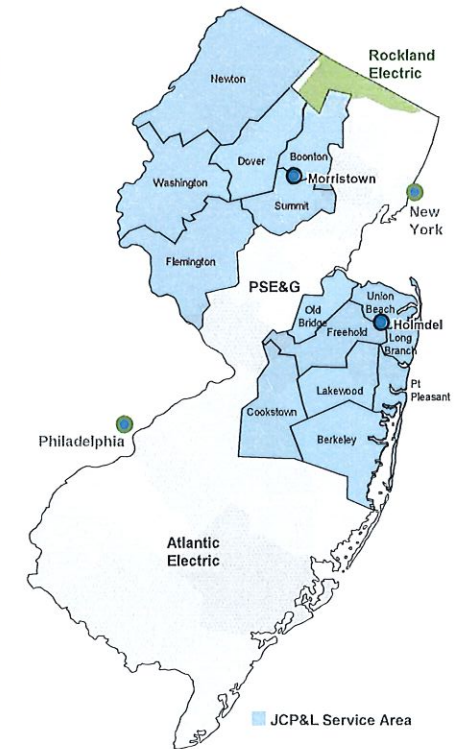 Rockland
Electric
Newton
Dover
Boonton
Morristown
Washington
Summit
New
York
Flemington
PSE&G
Union
Beach
Old
Bridge
Holmdel
Freehold
Long
Branch
Lakewood
Pt
Pleasant
Cookstown
Berkeley
Philadelphia
Atlantic
Electric
JCP&L Service Area